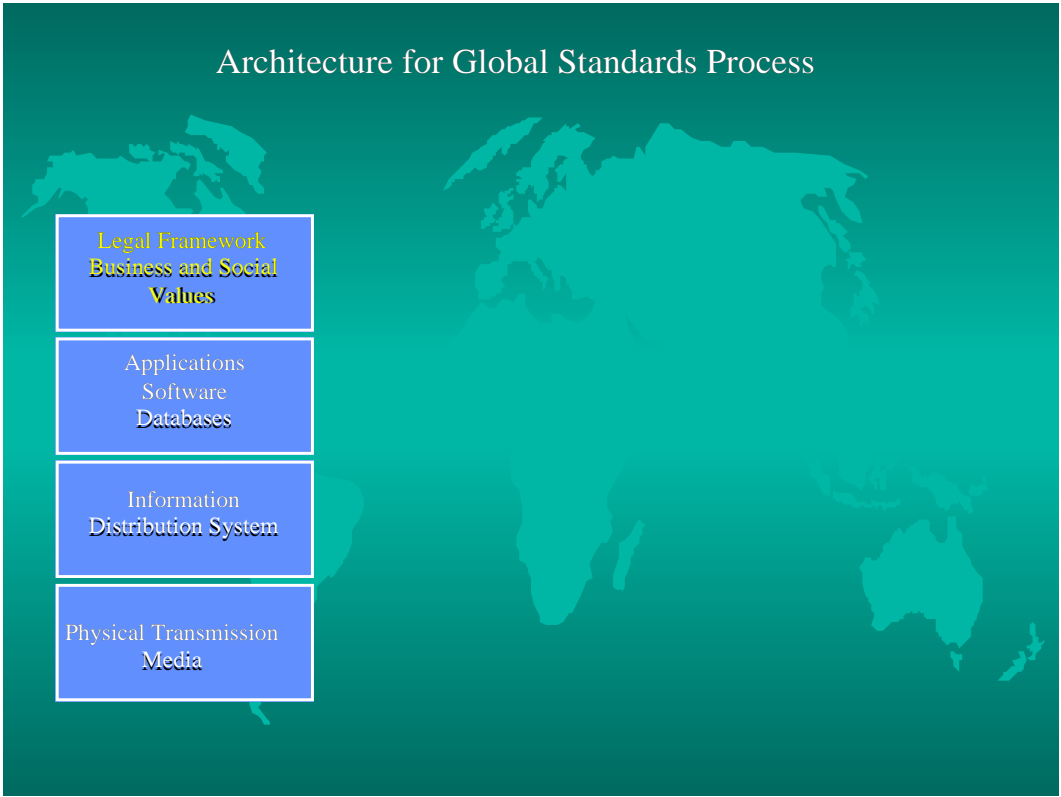 Architecture for Global Standards Process
Legal Framework
Business and Social
Values
Applications
Software
Databases
Information
Distribution System
Physical Transmission
Media